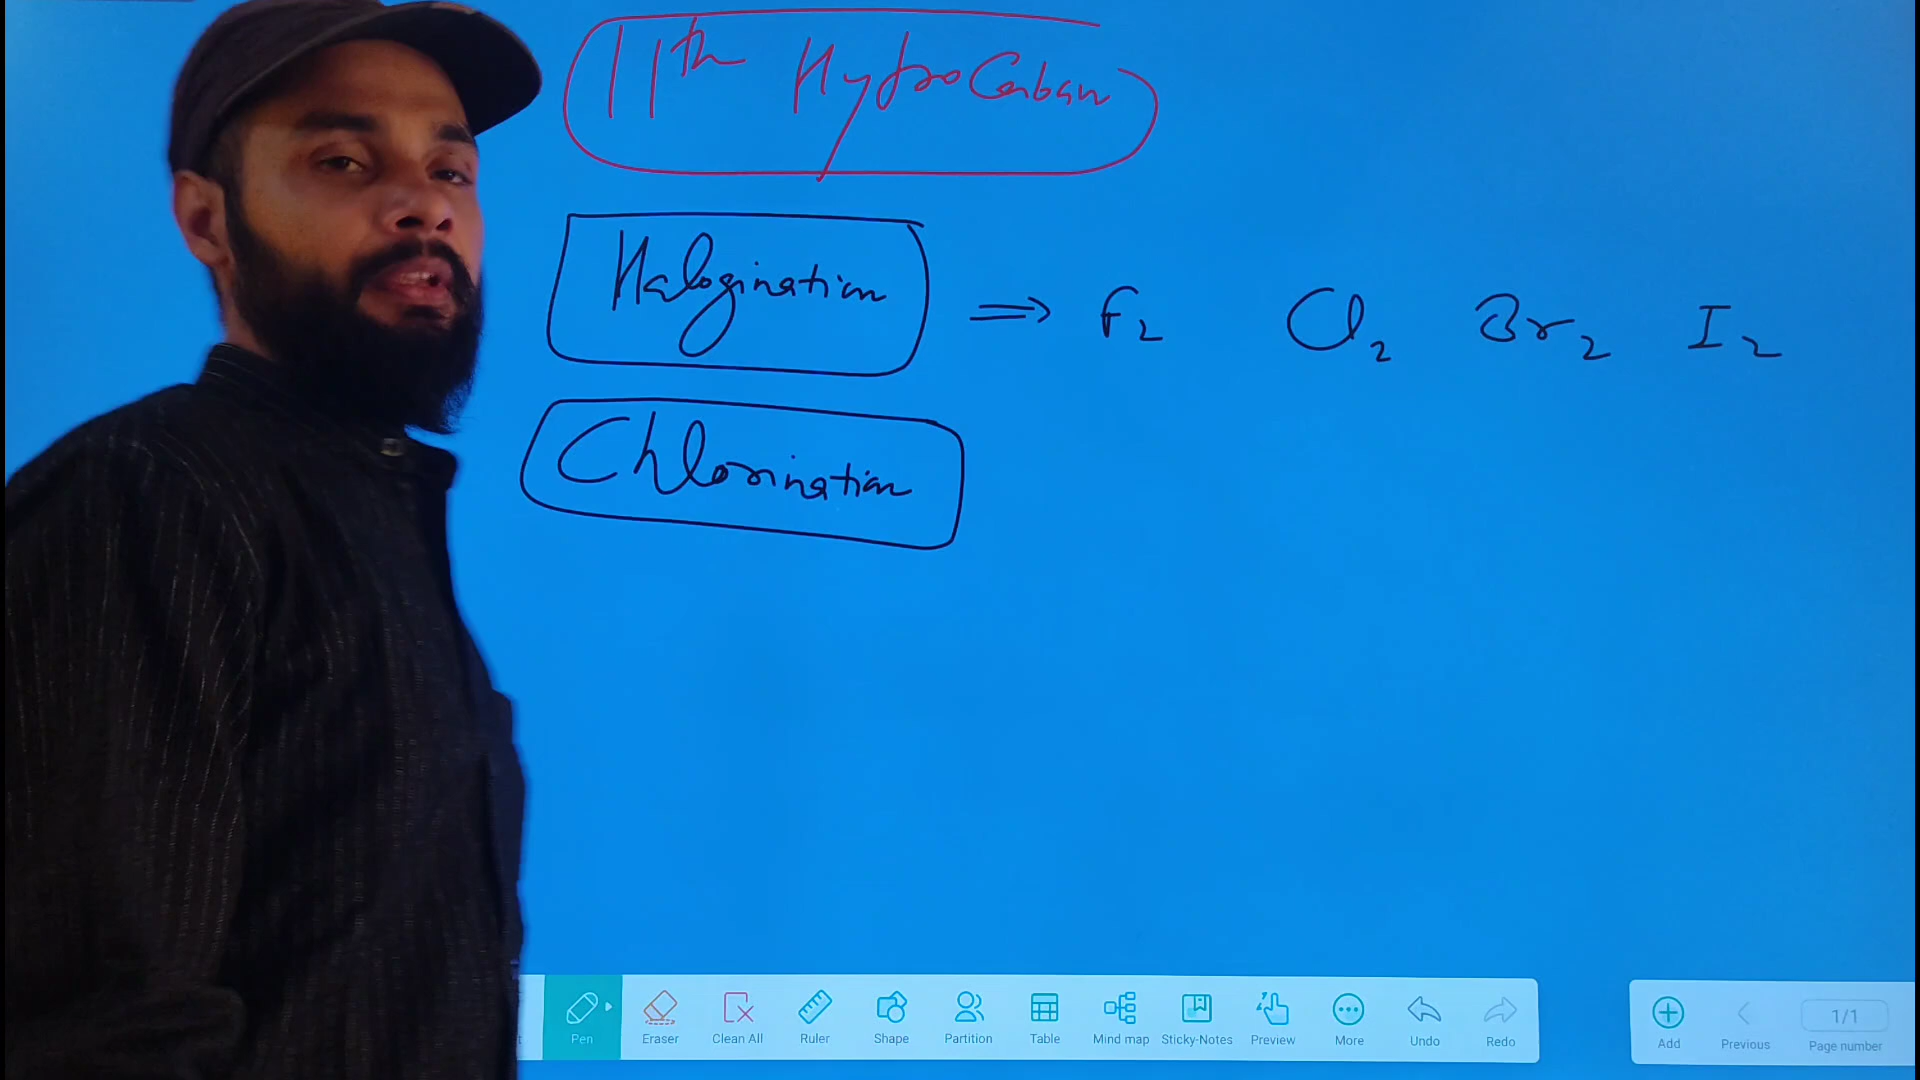 11th HydroCarban
Halogination ⇒ F2 Cl2 Br2 I2
Chlorination
Pen Eraser Clean All Ruler Shape Partition Table Mind map Sticky-Notes Preview More Undo Redo
Add Previous 1/1 Page number